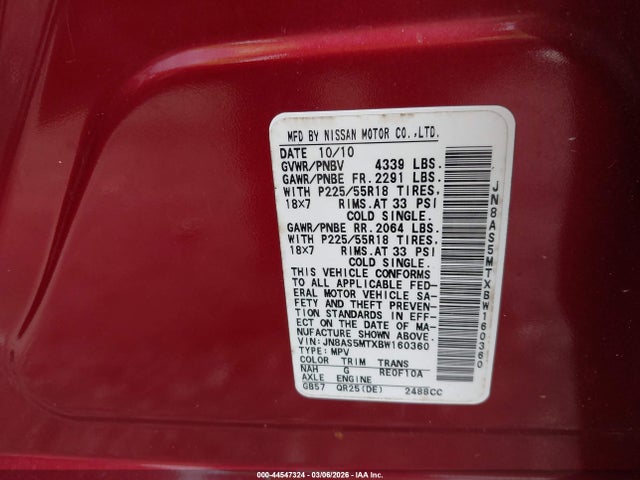 MFD BY NISSAN MOTOR CO.,LTD.
DATE 10/10
GVWR/PNBV 4339 LBS.
GAWR/PNBE FR.2291 LBS.
WITH P225/55R18 TIRES,
18X7 RIMS.AT 33 PSI
COLD SINGLE.
GAWR/PNBE RR.2064 LBS.
WITH P225/55R18 TIRES,
18X7 RIMS.AT 33 PSI
COLD SINGLE.
THIS VEHICLE CONFORMS
TO ALL APPLICABLE FED-
ERAL MOTOR VEHICLE SA-
FETY AND THEFT PREVEN-
TION STANDARDS IN EFF-
ECT ON THE DATE OF MA-
NUFACTURE SHOWN ABOVE.
VIN: JN8AS5MTXBW160360
TYPE: MPV
COLOR TRIM TRANS
NAH G RE0F10A
AXLE ENGINE
GB57 QR25(DE) 2488CC
JN8AS5MTXBW160360
000-44547324 | 03/06/2026 | IAA Inc.